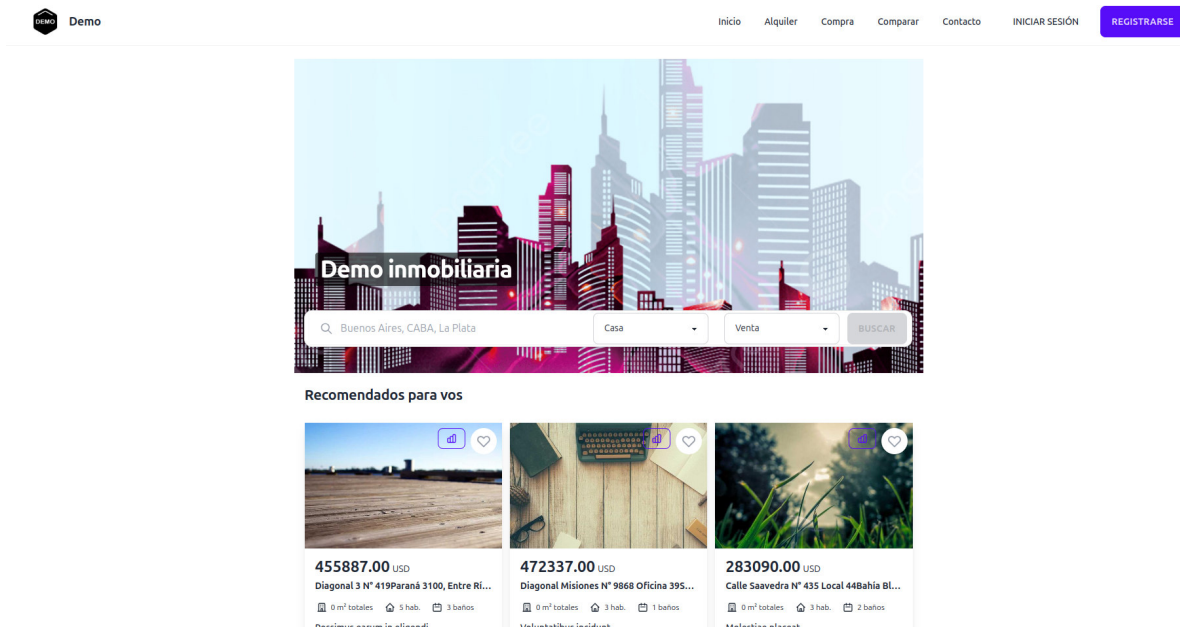 DEMO
Demo
Inicio Alquiler Compra Comparar Contacto INICIAR SESIÓN REGISTRARSE
Demo inmobiliaria
Buenos Aires, CABA, La Plata Casa Venta BUSCAR
Recomendados para vos
455887.00 USD
Diagonal 3 N° 419Paraná 3100, Entre Rí...
0 m² totales 5 hab. 3 baños
472337.00 USD
Diagonal Misiones N° 9868 Oficina 39S...
0 m² totales 3 hab. 1 baños
283090.00 USD
Calle Saavedra N° 435 Local 44Bahía Bl...
0 m² totales 3 hab. 2 baños